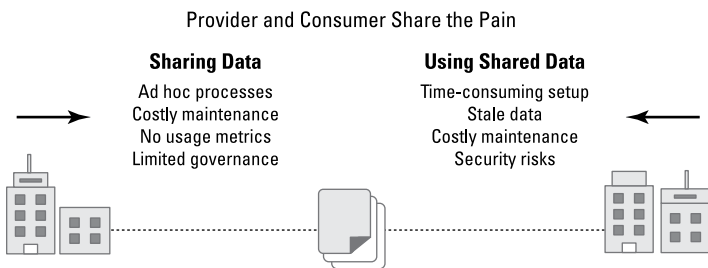 Provider and Consumer Share the Pain
Sharing Data
Ad hoc processes
Costly maintenance
No usage metrics
Limited governance
Using Shared Data
Time-consuming setup
Stale data
Costly maintenance
Security risks